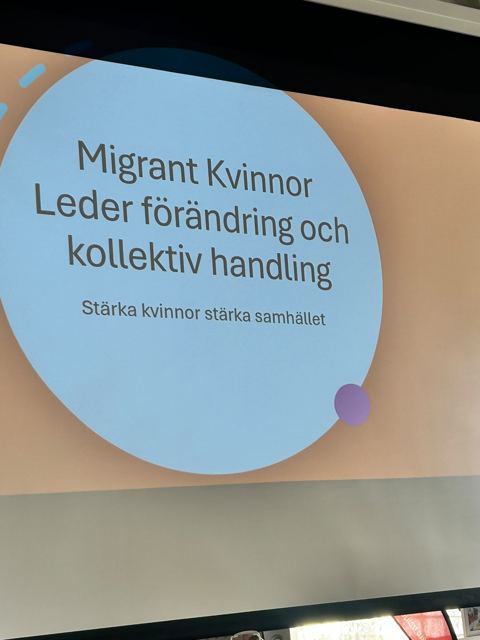 Migrant Kvinnor
Leder förändring och
kollektiv handling
Stärka kvinnor stärka samhället